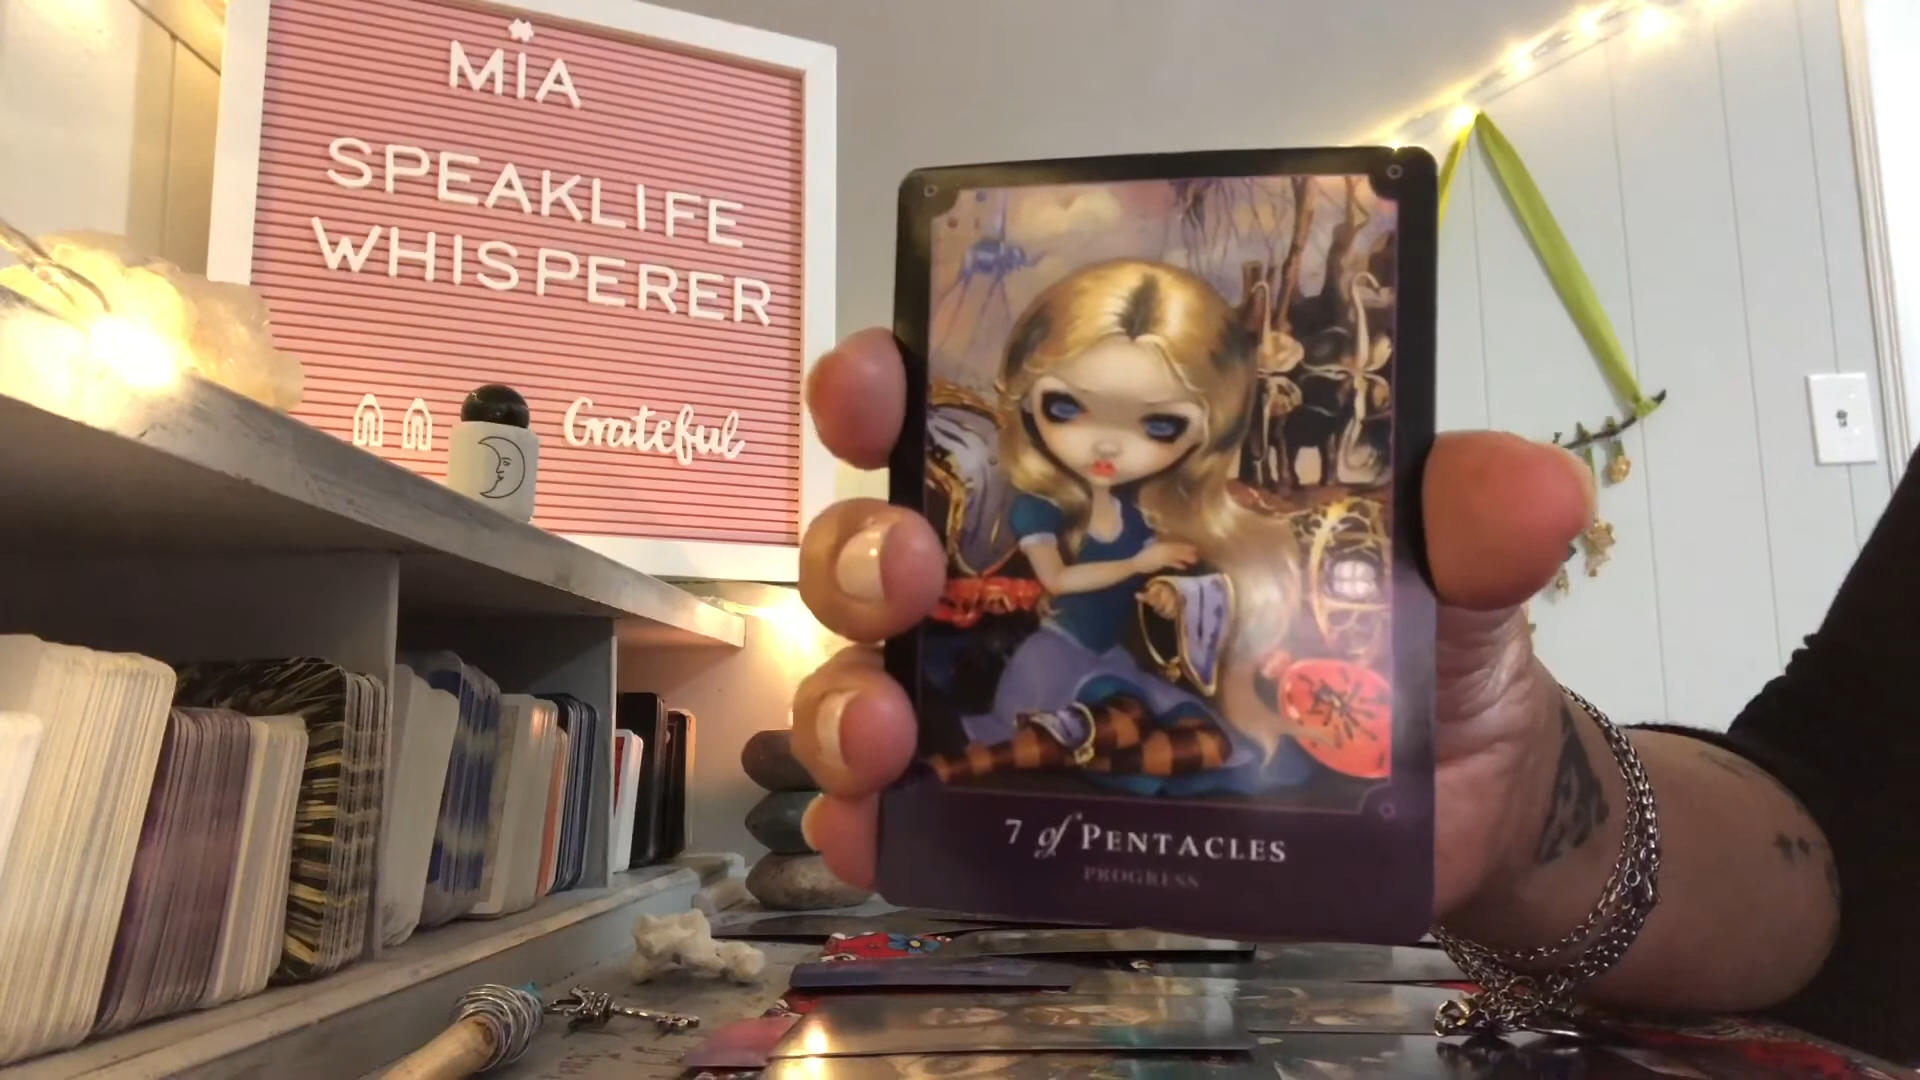 MIA
SPEAKLIFE
WHISPERER
Grateful
7 of PENTACLES
PROGRESS